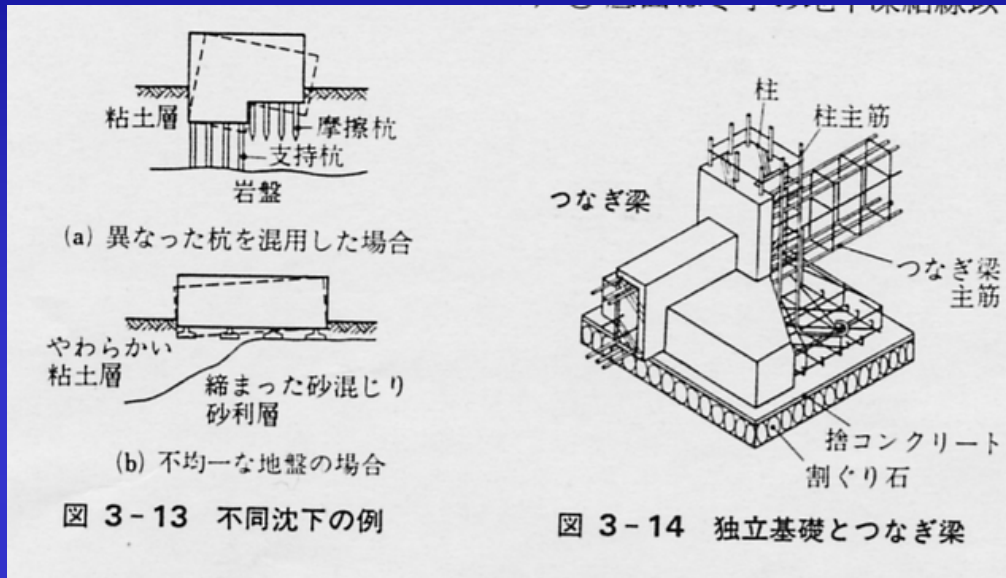 粘土層
摩擦杭
支持杭
岩盤
(a) 異なった杭を混用した場合
やわらかい
粘土層
締まった砂混じり
砂利層
(b) 不均一な地盤の場合
図 3-13 不同沈下の例
柱
柱主筋
つなぎ梁
つなぎ梁
主筋
捨コンクリート
割ぐり石
図 3-14 独立基礎とつなぎ梁